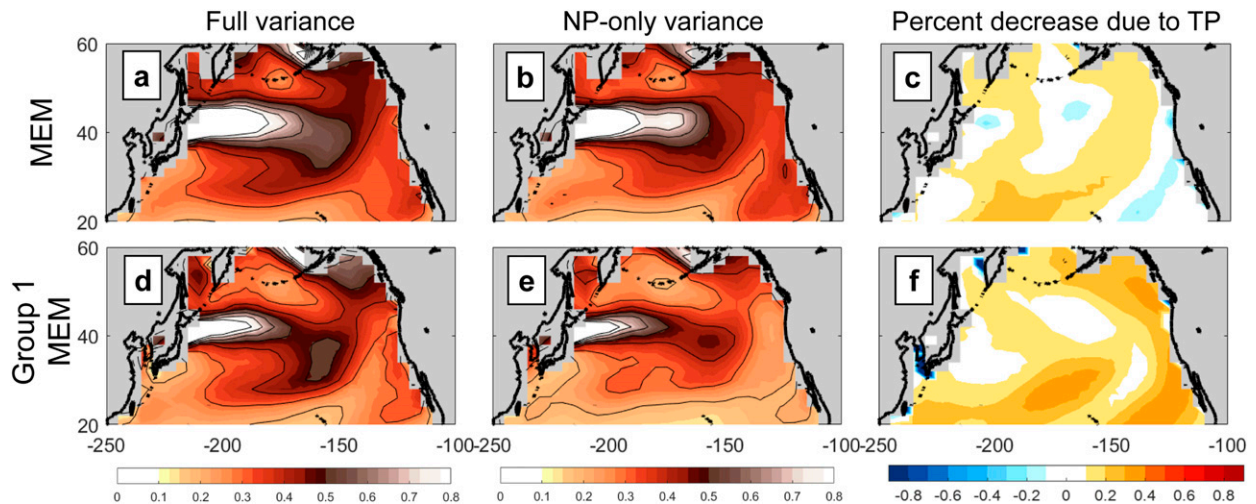 Full variance NP-only variance Percent decrease due to TP
MEM
60
40
20
a b c
Group 1
MEM
60
40
20
d e f
-250 -200 -150 -100 -250 -200 -150 -100 -250 -200 -150 -100
0 0.1 0.2 0.3 0.4 0.5 0.6 0.7 0.8 0 0.1 0.2 0.3 0.4 0.5 0.6 0.7 0.8 -0.8 -0.6 -0.4 -0.2 0 0.2 0.4 0.6 0.8